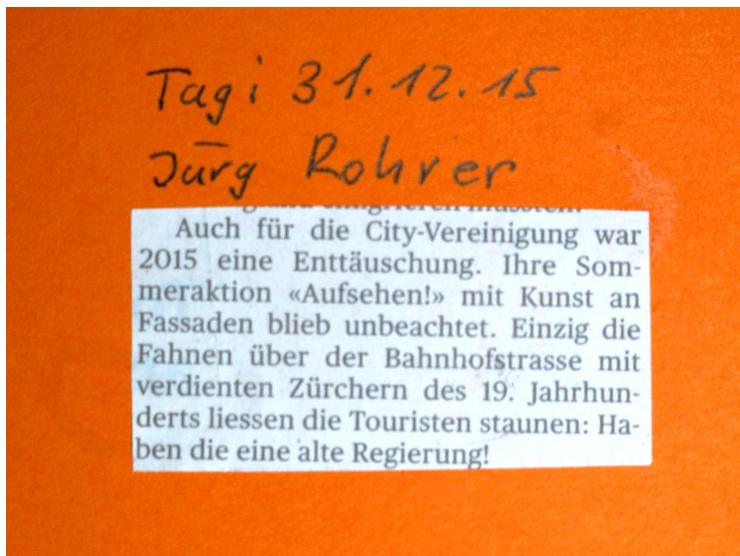 Tagi 31.12.15
Jürg Rohrer
emigrieren mussten.
Auch für die City-Vereinigung war
2015 eine Enttäuschung. Ihre Som-
meraktion «Aufsehen!» mit Kunst an
Fassaden blieb unbeachtet. Einzig die
Fahnen über der Bahnhofstrasse mit
verdienten Zürchern des 19. Jahrhun-
derts liessen die Touristen staunen: Ha-
ben die eine alte Regierung!